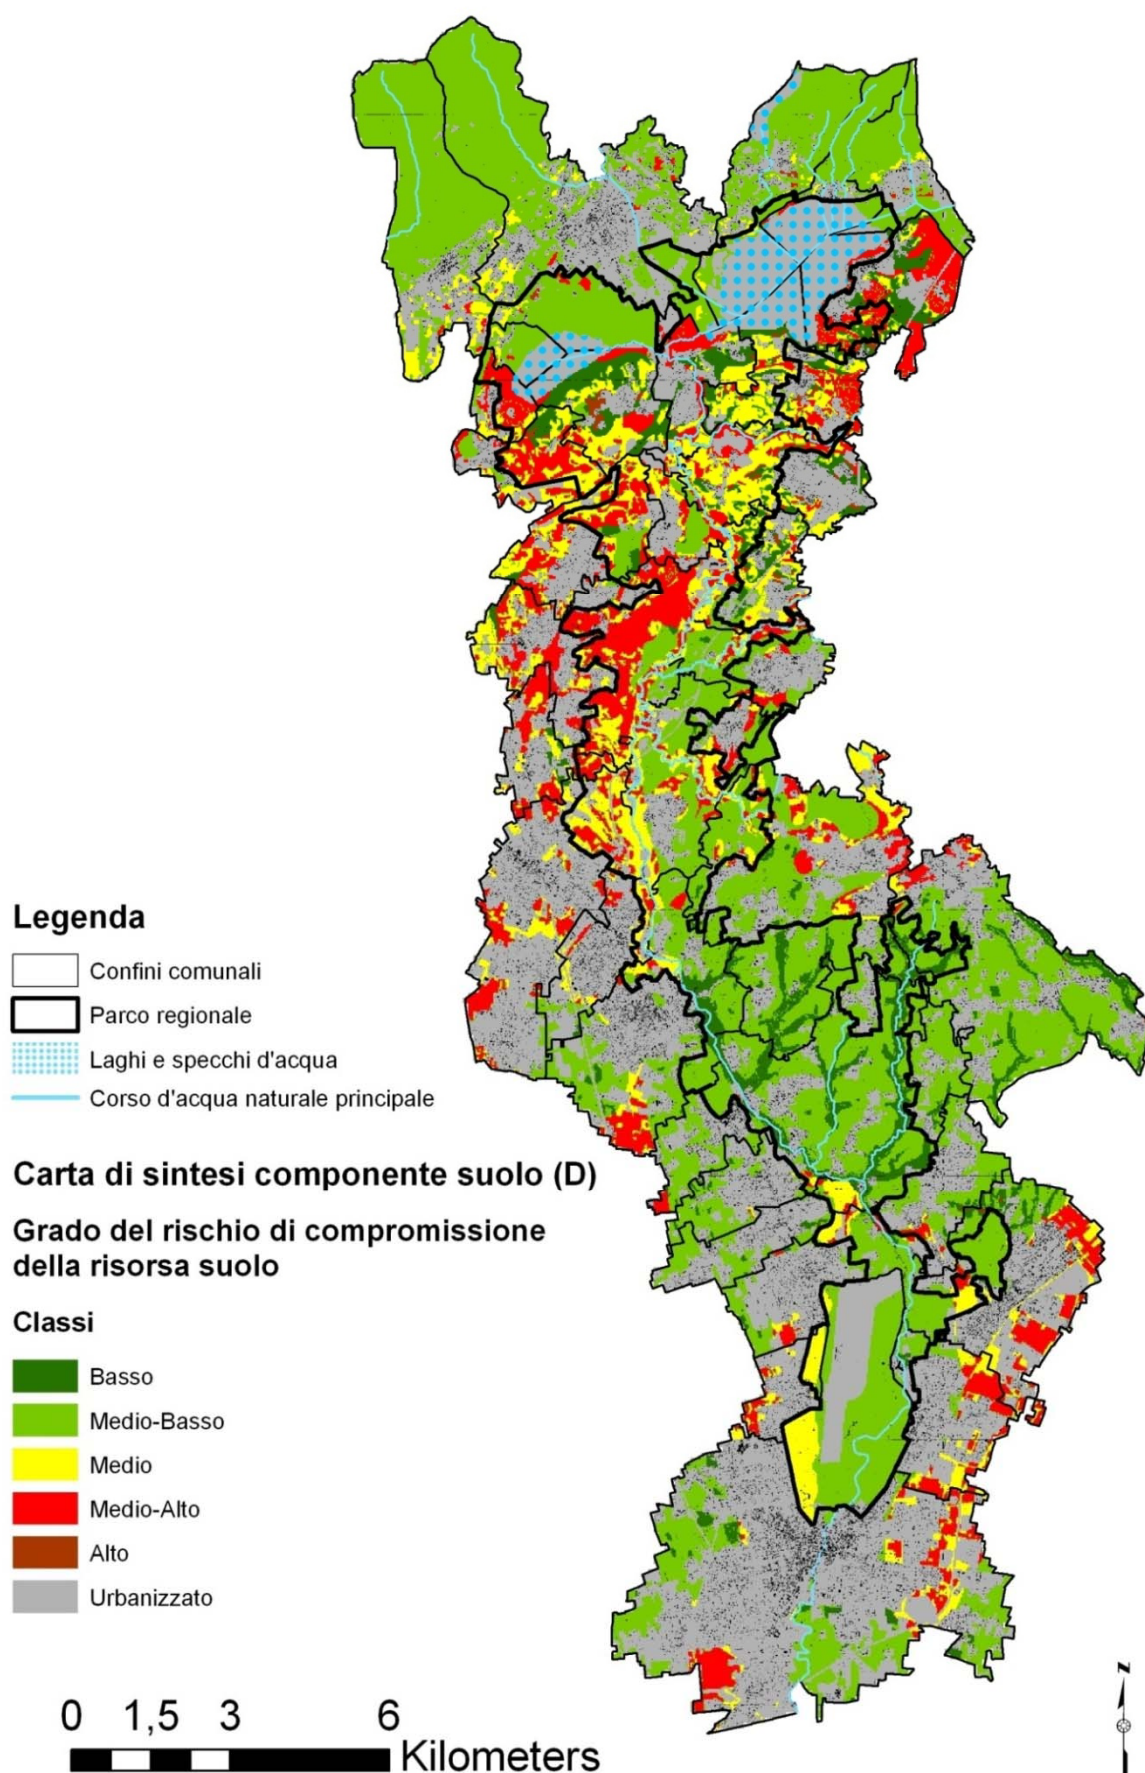 Legenda
Confini comunali
Parco regionale
Laghi e specchi d'acqua
Corso d'acqua naturale principale
Carta di sintesi componente suolo (D)
Grado del rischio di compromissione
della risorsa suolo
Classi
Basso
Medio-Basso
Medio
Medio-Alto
Alto
Urbanizzato
0 1,5 3 6
Kilometers
N